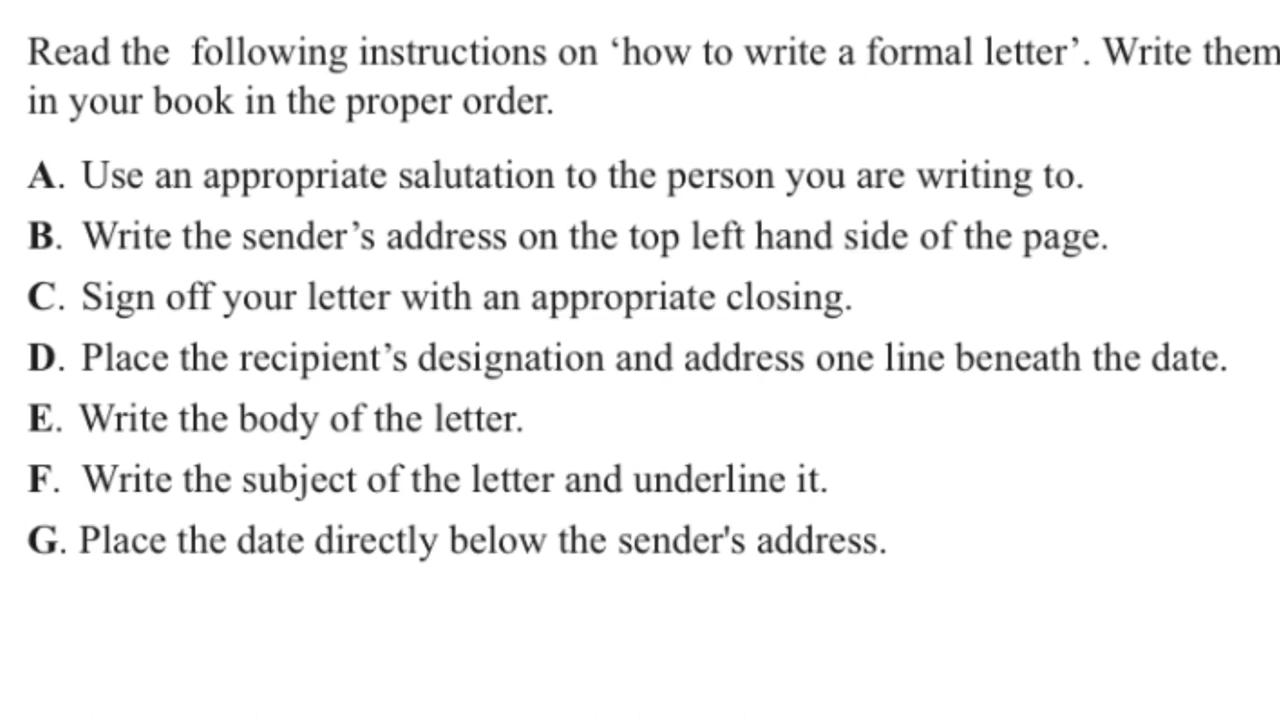 Read the following instructions on ‘how to write a formal letter’. Write them
in your book in the proper order.
A. Use an appropriate salutation to the person you are writing to.
B. Write the sender’s address on the top left hand side of the page.
C. Sign off your letter with an appropriate closing.
D. Place the recipient’s designation and address one line beneath the date.
E. Write the body of the letter.
F. Write the subject of the letter and underline it.
G. Place the date directly below the sender's address.